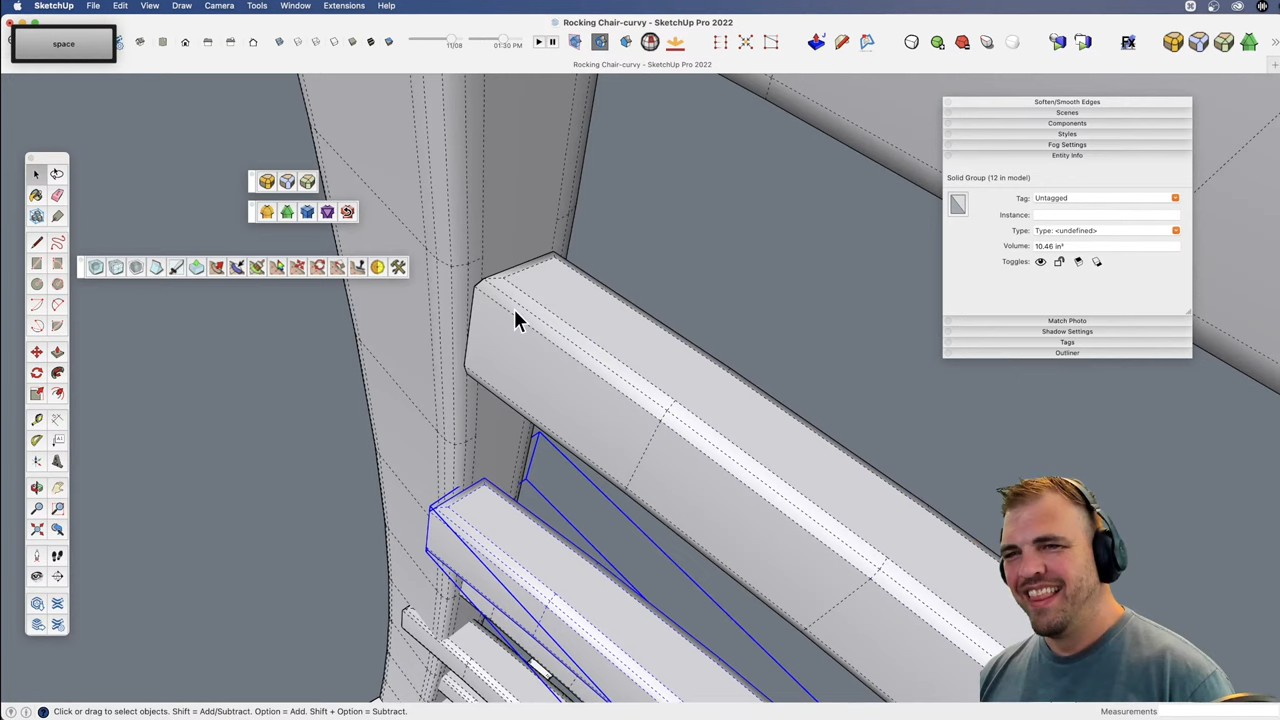 SketchUp File Edit View Draw Camera Tools Window Extensions Help
Rocking Chair-curvy - SketchUp Pro 2022
space
11/08 01:30 PM
Rocking Chair-curvy - SketchUp Pro 2022
Soften/Smooth Edges
Scenes
Components
Styles
Fog Settings
Entity Info
Solid Group (12 in model)
Tag: Untagged
Instance:
Type: Type: <undefined>
Volume: 10.46 in³
Toggles:
Match Photo
Shadow Settings
Tags
Outliner
Click or drag to select objects. Shift = Add/Subtract. Option = Add. Shift + Option = Subtract. Measurements